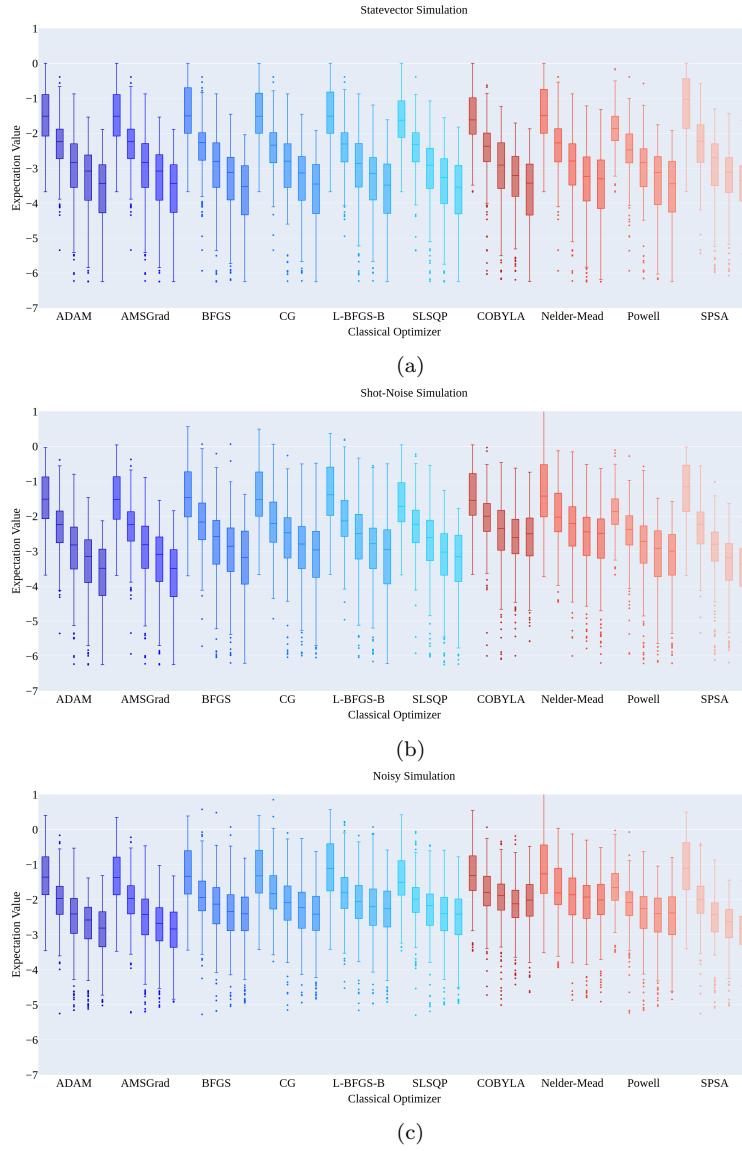 Statevector Simulation
1
0
−1
−2
−3
−4
−5
−6
−7
Expectation Value
ADAM AMSGrad BFGS CG L-BFGS-B SLSQP COBYLA Nelder-Mead Powell SPSA
Classical Optimizer
(a)
Shot-Noise Simulation
1
0
−1
−2
−3
−4
−5
−6
−7
Expectation Value
ADAM AMSGrad BFGS CG L-BFGS-B SLSQP COBYLA Nelder-Mead Powell SPSA
Classical Optimizer
(b)
Noisy Simulation
1
0
−1
−2
−3
−4
−5
−6
−7
Expectation Value
ADAM AMSGrad BFGS CG L-BFGS-B SLSQP COBYLA Nelder-Mead Powell SPSA
Classical Optimizer
(c)